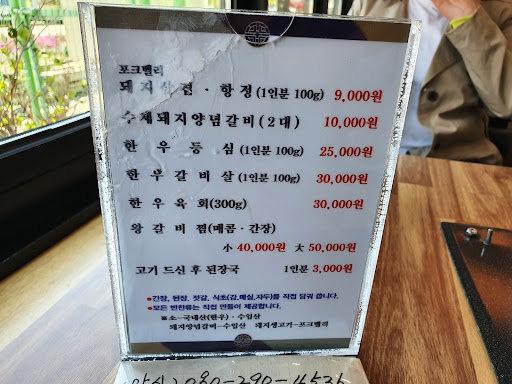 포크밸리
돼지삼겹·항정(1인분 100g) 9,000원
수제돼지양념갈비(2대) 10,000원
한우등심(1인분 100g) 25,000원
한우갈비살(1인분 100g) 30,000원
한우육회(300g) 30,000원
왕갈비찜(매콤·간장)
小 40,000원 大 50,000원
고기 드신 후 된장국 1인분 3,000원
●간장, 된장, 젓갈, 식초(감,매실,자두)를 직접 담궈 씁니다.
●모든 반찬류는 직접 만들어 제공합니다.
※소-국내산(한우)·수입산
돼지양념갈비-수입산 돼지생고기-포크밸리
080-290-4536